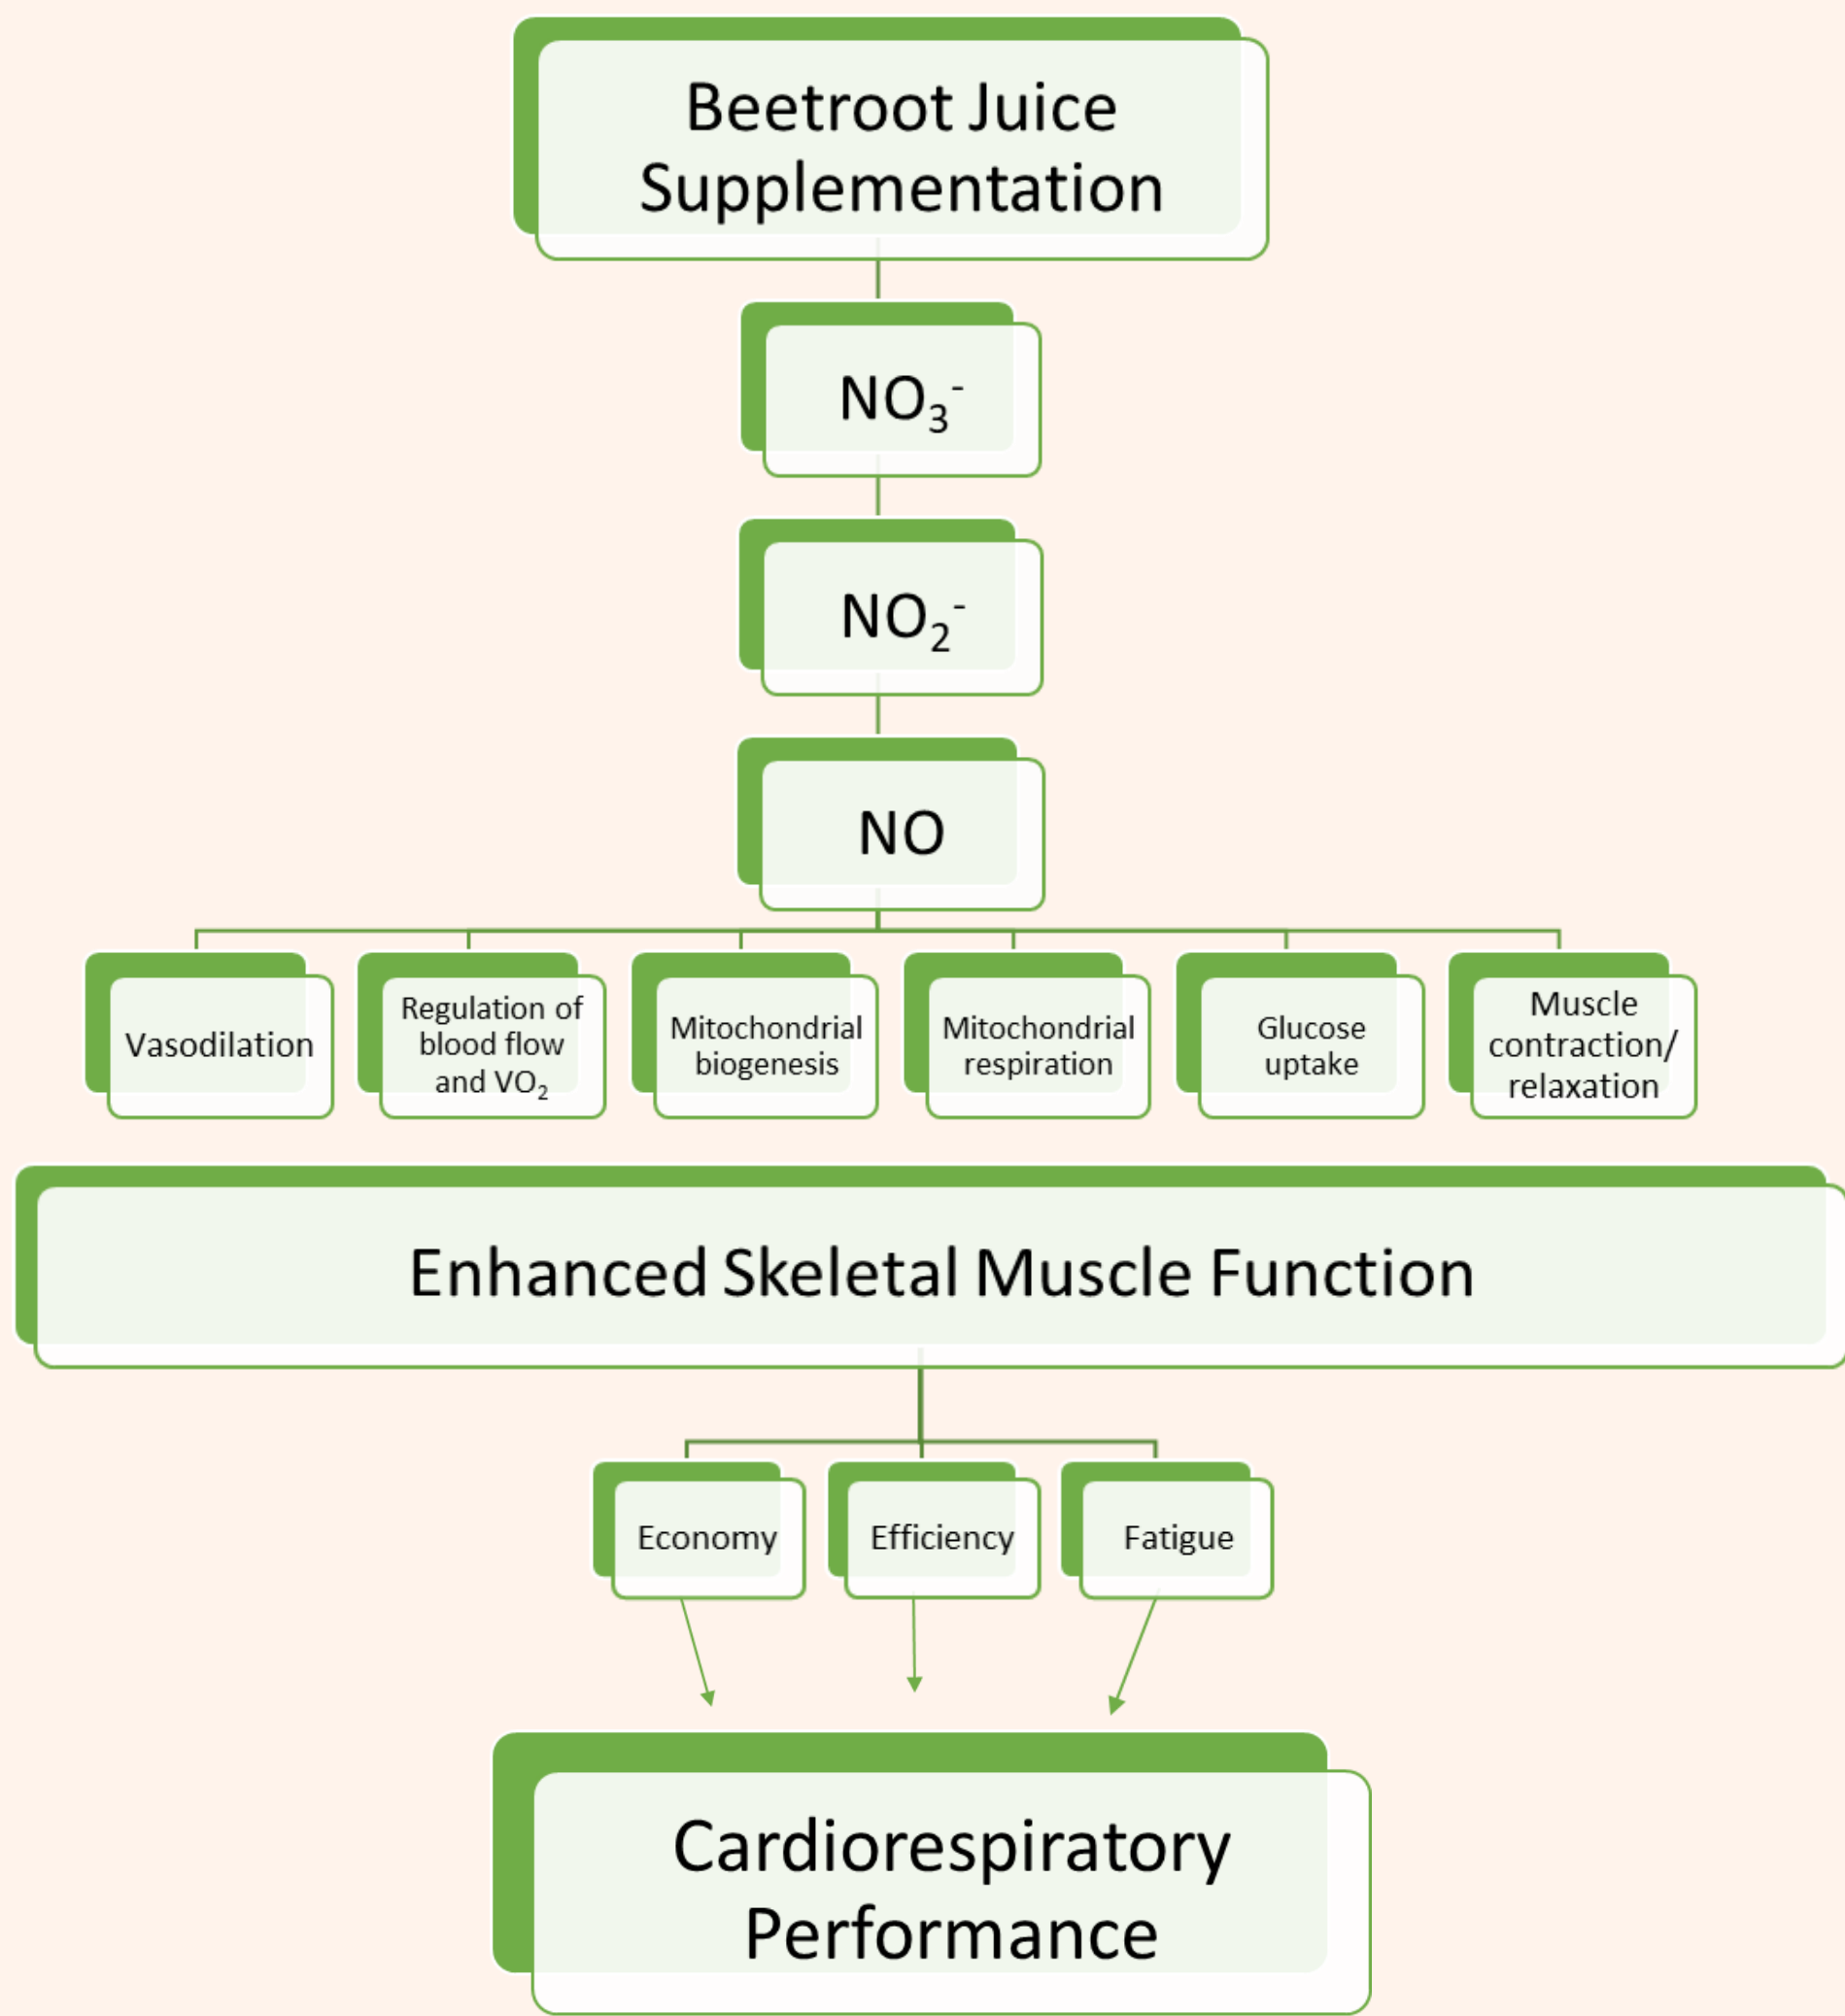 Beetroot Juice
Supplementation
NO₃⁻
NO₂⁻
NO
Vasodilation
Regulation of
blood flow
and VO₂
Mitochondrial
biogenesis
Mitochondrial
respiration
Glucose
uptake
Muscle
contraction/
relaxation
Enhanced Skeletal Muscle Function
Economy
Efficiency
Fatigue
Cardiorespiratory
Performance